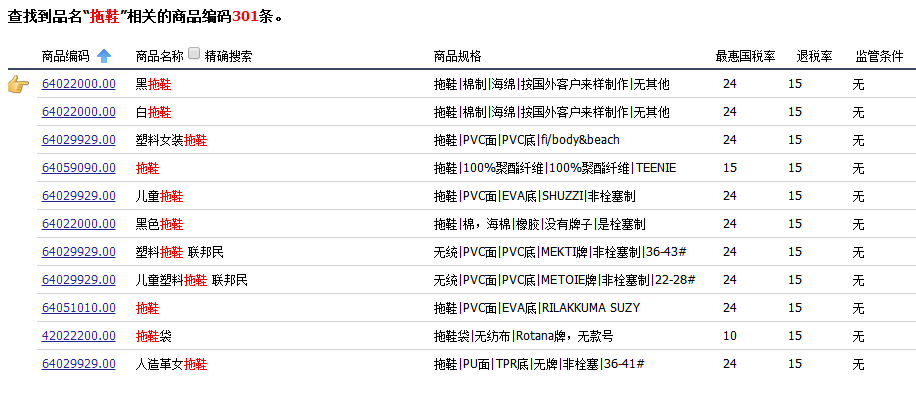 查找到品名“拖鞋”相关的商品编码301条。
商品编码 商品名称 精确搜索 商品规格 最惠国税率 退税率 监管条件
64022000.00 黑拖鞋 拖鞋|棉制|海绵|按国外客户来样制作|无其他 24 15 无
64022000.00 白拖鞋 拖鞋|棉制|海绵|按国外客户来样制作|无其他 24 15 无
64029929.00 塑料女装拖鞋 拖鞋|PVC面|PVC底|fi/body&beach 24 15 无
64059090.00 拖鞋 拖鞋|100%聚酯纤维|100%聚酯纤维|TEENIE 15 15 无
64029929.00 儿童拖鞋 拖鞋|PVC面|EVA底|SHUZZI|非栓塞制 24 15 无
64022000.00 黑色拖鞋 拖鞋|棉，海棉|橡胶|没有牌子|是栓塞制 24 15 无
64029929.00 塑料拖鞋 联邦民 无统|PVC面|PVC底|MEKTI牌|非栓塞制|36-43# 24 15 无
64029929.00 儿童塑料拖鞋 联邦民 无统|PVC面|PVC底|METOIE牌|非栓塞制|22-28# 24 15 无
64051010.00 拖鞋 拖鞋|PVC面|EVA底|RILAKKUMA SUZY 24 15 无
42022200.00 拖鞋袋 拖鞋袋|无纺布|Rotana牌，无款号 10 15 无
64029929.00 人造革女拖鞋 拖鞋|PU面|TPR底|无牌|非栓塞|36-41# 24 15 无